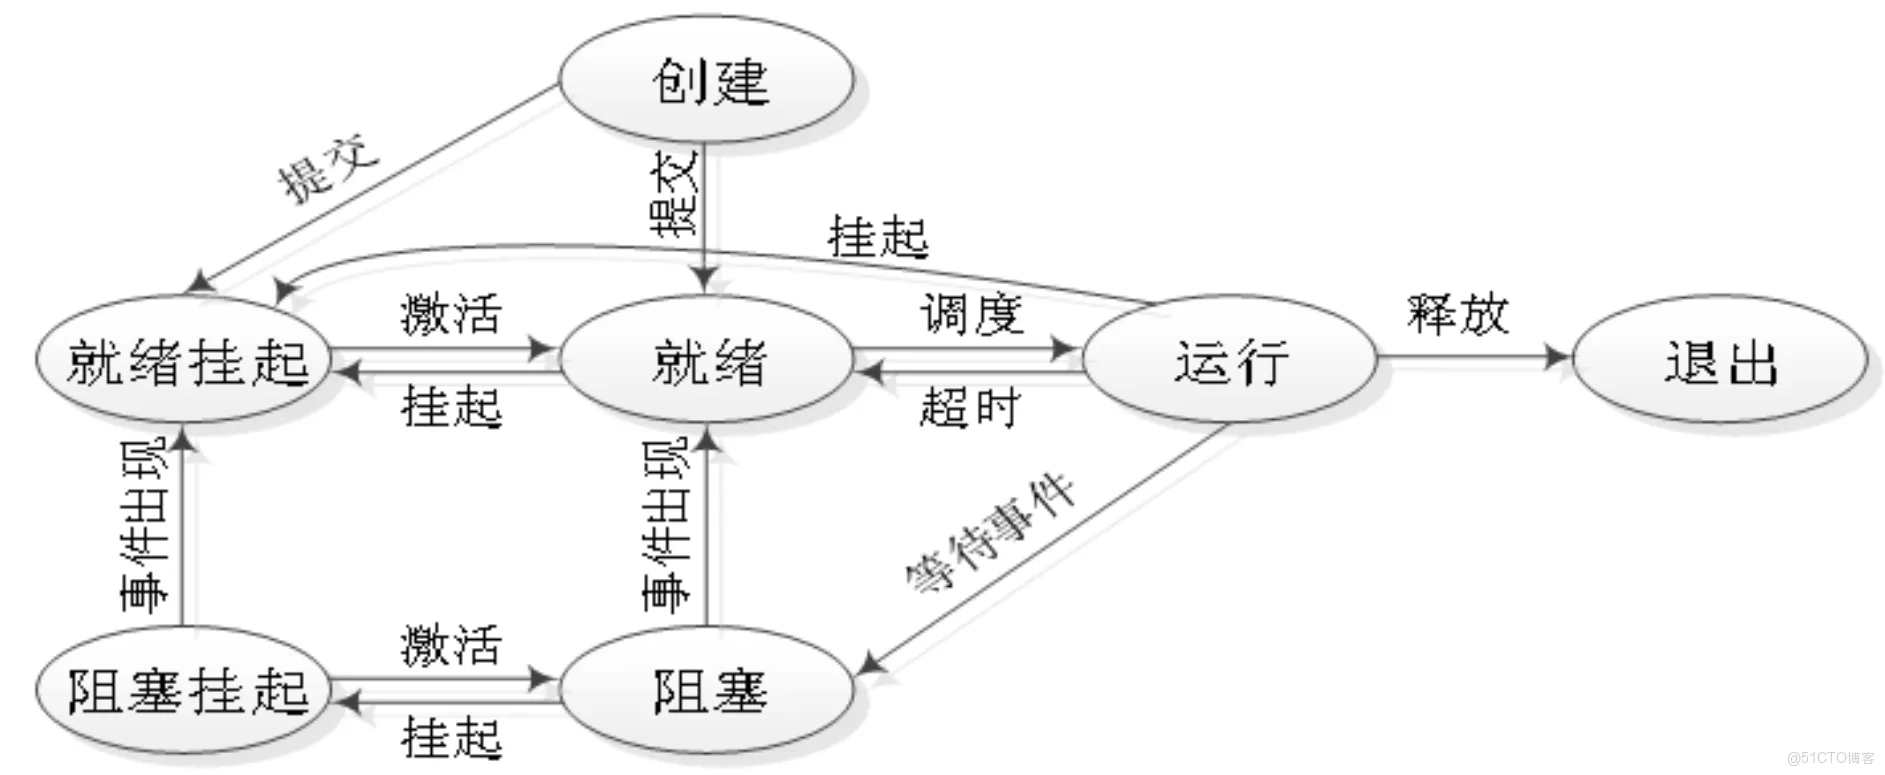 创建
提交
提交
挂起
激活
调度
释放
就绪挂起
就绪
运行
退出
挂起
超时
事件出现
事件出现
等待事件
激活
阻塞挂起
阻塞
挂起
@51CTO博客